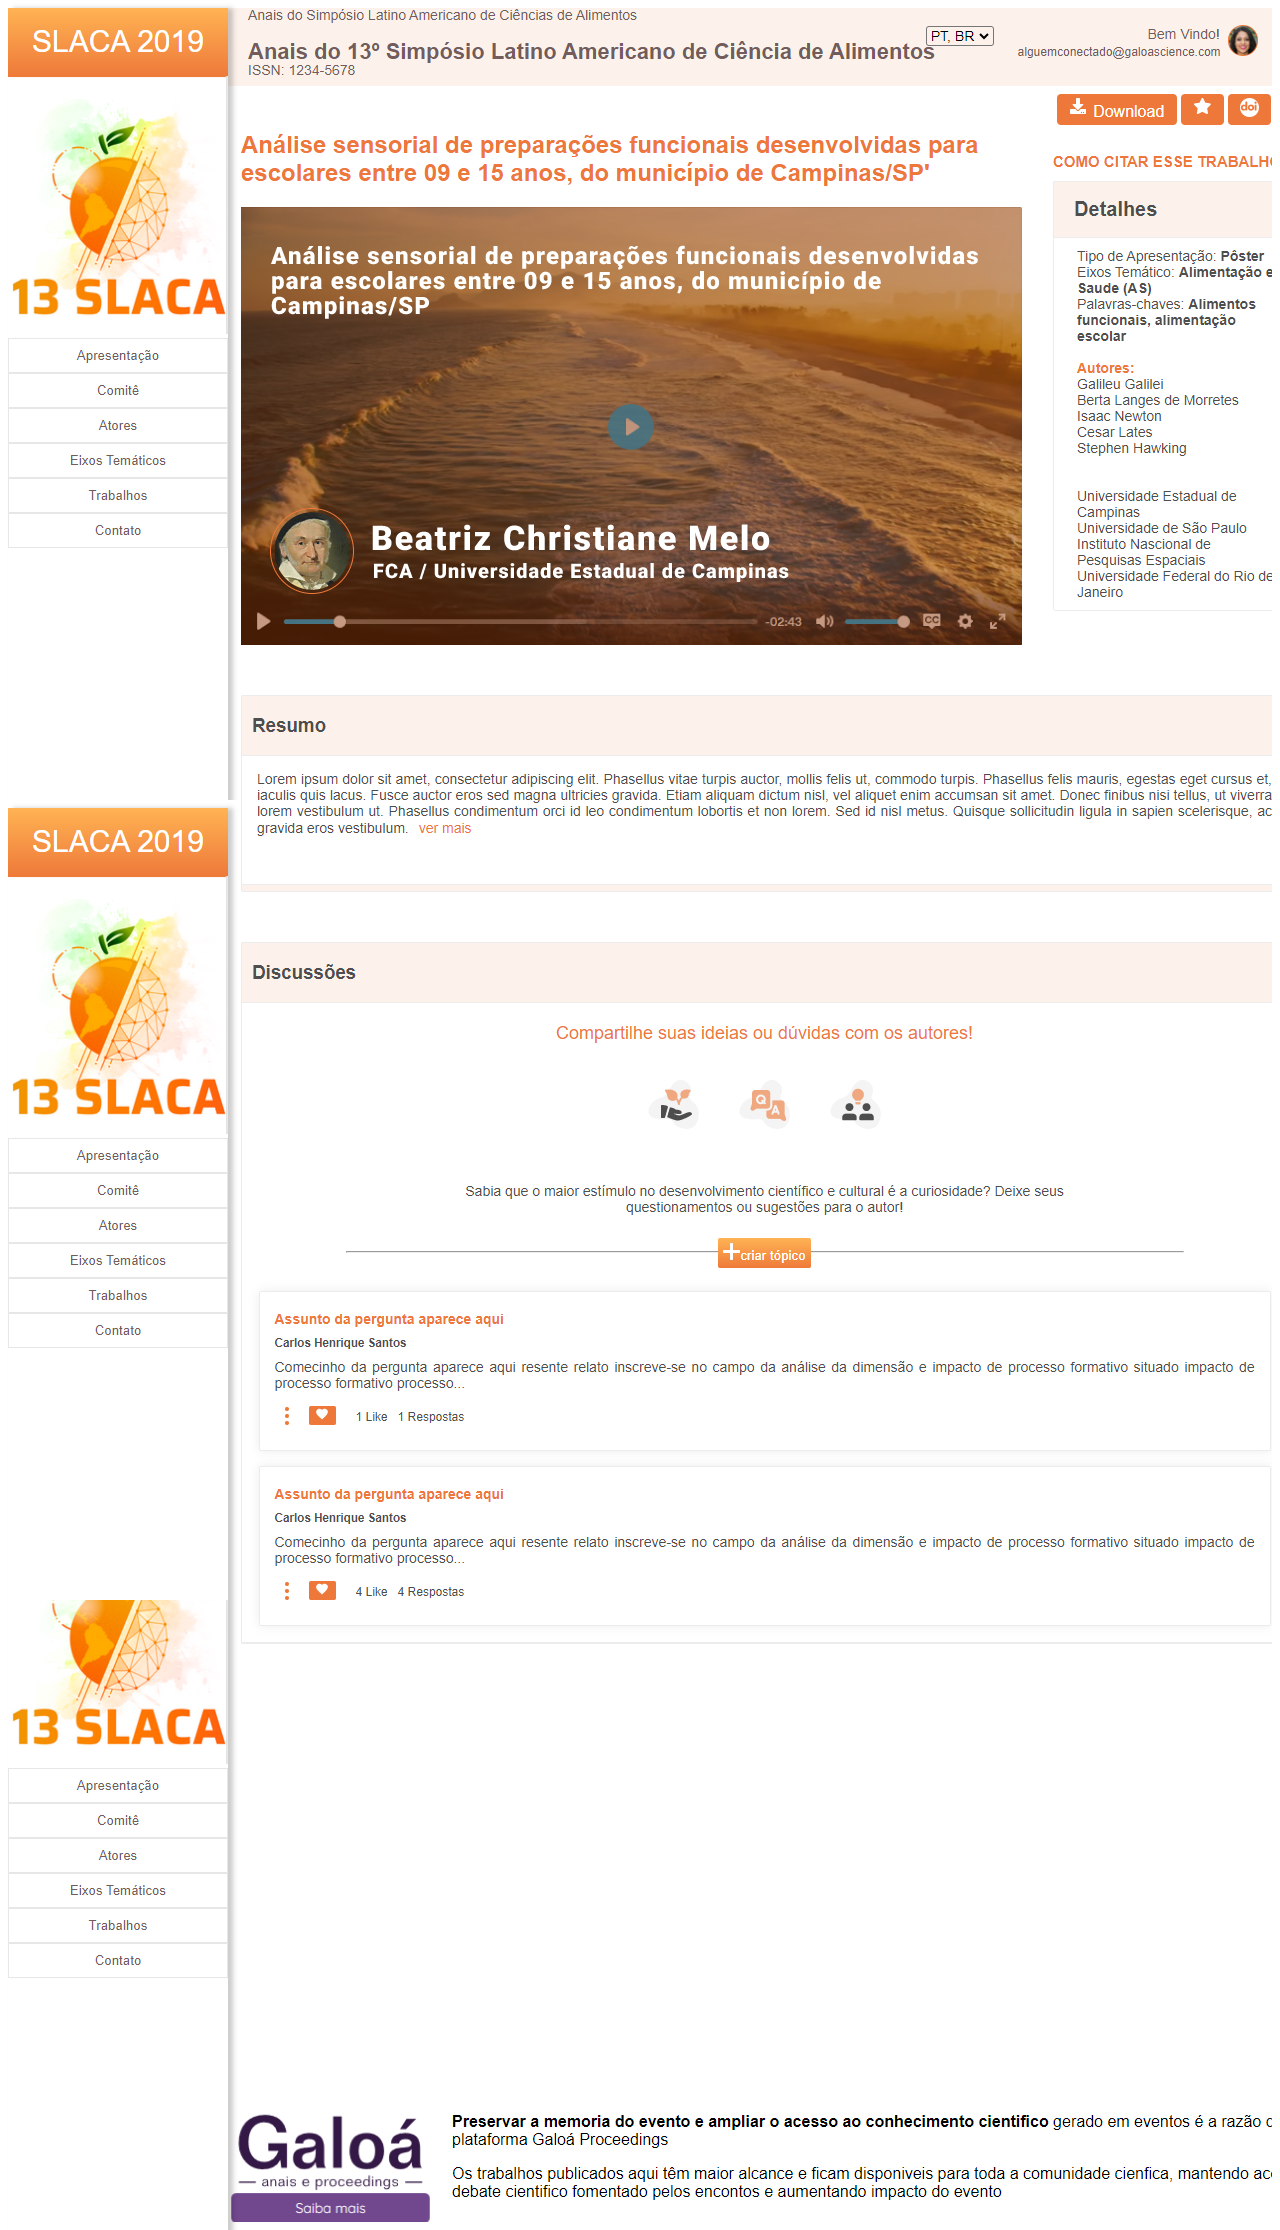 SLACA 2019
13 SLACA
Apresentação
Comitê
Atores
Eixos Temáticos
Trabalhos
Contato
Anais do Simpósio Latino Americano de Ciências de Alimentos
Anais do 13º Simpósio Latino Americano de Ciência de Alimentos
ISSN: 1234-5678
PT, BR
Bem Vindo!
alguemconectado@galoascience.com
Download
doi
Análise sensorial de preparações funcionais desenvolvidas para
escolares entre 09 e 15 anos, do município de Campinas/SP'
Análise sensorial de preparações funcionais desenvolvidas
para escolares entre 09 e 15 anos, do município de
Campinas/SP
Beatriz Christiane Melo
FCA / Universidade Estadual de Campinas
-02:43
CC
COMO CITAR ESSE TRABALH
Detalhes
Tipo de Apresentação: Pôster
Eixos Temático: Alimentação e
Saude (AS)
Palavras-chaves: Alimentos
funcionais, alimentação
escolar
Autores:
Galileu Galilei
Berta Langes de Morretes
Isaac Newton
Cesar Lates
Stephen Hawking
Universidade Estadual de
Campinas
Universidade de São Paulo
Instituto Nascional de
Pesquisas Espaciais
Universidade Federal do Rio de
Janeiro
Resumo
Lorem ipsum dolor sit amet, consectetur adipiscing elit. Phasellus vitae turpis auctor, mollis felis ut, commodo turpis. Phasellus felis mauris, egestas eget cursus et,
iaculis quis lacus. Fusce auctor eros sed magna ultricies gravida. Etiam aliquam dictum nisl, vel aliquet enim accumsan sit amet. Donec finibus nisi tellus, ut viverra
lorem vestibulum ut. Phasellus condimentum orci id leo condimentum lobortis et non lorem. Sed id nisl metus. Quisque sollicitudin ligula in sapien scelerisque, ac
gravida eros vestibulum. ver mais
SLACA 2019
13 SLACA
Apresentação
Comitê
Atores
Eixos Temáticos
Trabalhos
Contato
Discussões
Compartilhe suas ideias ou dúvidas com os autores!
Q
A
Sabia que o maior estímulo no desenvolvimento científico e cultural é a curiosidade? Deixe seus
questionamentos ou sugestões para o autor!
criar tópico
Assunto da pergunta aparece aqui
Carlos Henrique Santos
Comecinho da pergunta aparece aqui resente relato inscreve-se no campo da análise da dimensão e impacto de processo formativo situado impacto de
processo formativo processo...
1 Like 1 Respostas
Assunto da pergunta aparece aqui
Carlos Henrique Santos
Comecinho da pergunta aparece aqui resente relato inscreve-se no campo da análise da dimensão e impacto de processo formativo situado impacto de
processo formativo processo...
4 Like 4 Respostas
13 SLACA
Apresentação
Comitê
Atores
Eixos Temáticos
Trabalhos
Contato
Galoá
anais e proceedings
Saiba mais
Preservar a memoria do evento e ampliar o acesso ao conhecimento cientifico gerado em eventos é a razão
plataforma Galoá Proceedings
Os trabalhos publicados aqui têm maior alcance e ficam disponiveis para toda a comunidade cienfica, mantendo
debate cientifico fomentado pelos encontos e aumentando impacto do evento